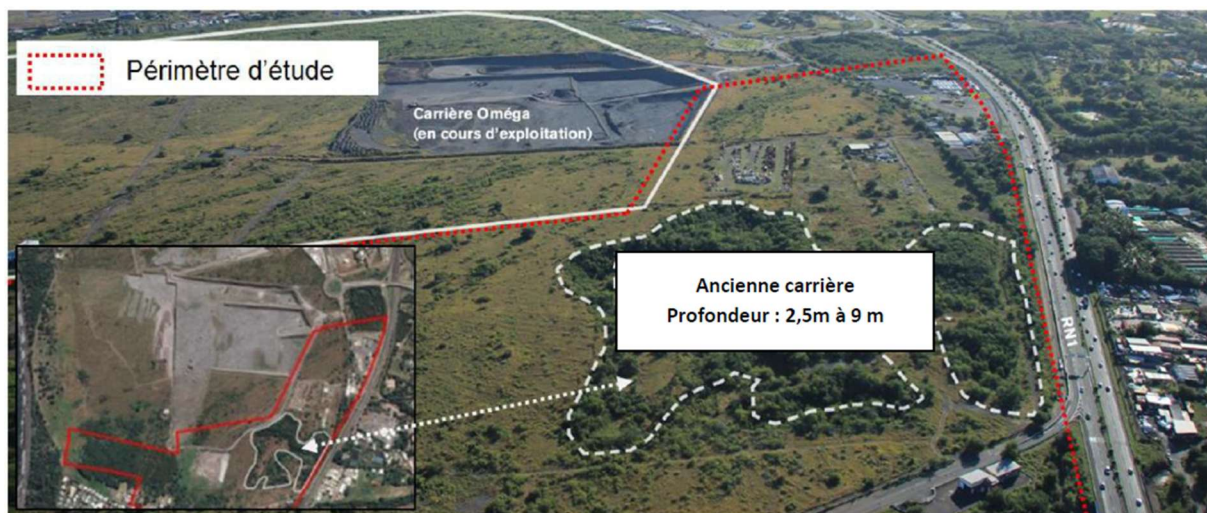 Périmètre d'étude
Carrière Oméga
(en cours d'exploitation)
Ancienne carrière
Profondeur : 2,5m à 9 m
RN1